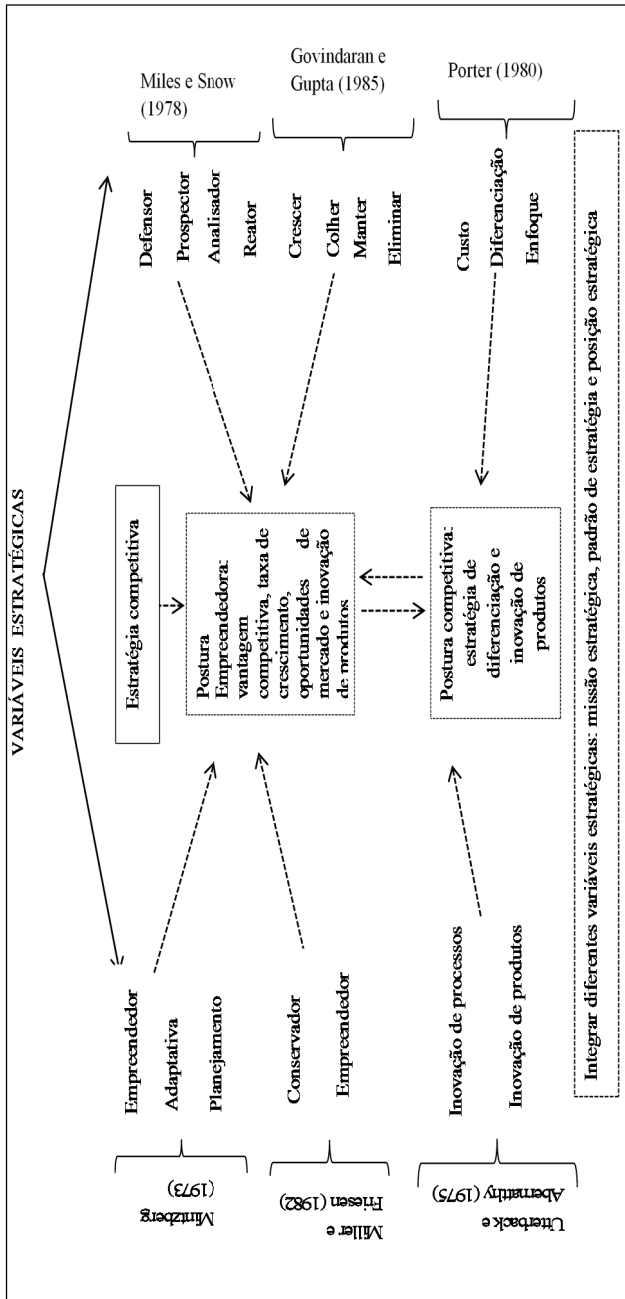 VARIÁVEIS ESTRATÉGICAS
Mintzberg
(1973)
Empreendedor
Adaptativa
Planejamento
Miller e
Friesen (1982)
Conservador
Empreendedor
Utterback e
Abernatthy (1975)
Inovação de processos
Inovação de produtos
Estratégia competitiva
Postura
Empreendedora:
vantagem
competitiva, taxa de
crescimento,
oportunidades de
mercado e inovação
de produtos
Postura competitiva:
estratégia de
diferenciação e
inovação de
produtos
Defensor
Prospector
Analisador
Reator
Miles e Snow
(1978)
Crescer
Colher
Manter
Eliminar
Govindaran e
Gupta (1985)
Custo
Diferenciação
Enfoque
Porter (1980)
Integrar diferentes variáveis estratégicas: missão estratégica, padrão de estratégia e posição estratégica